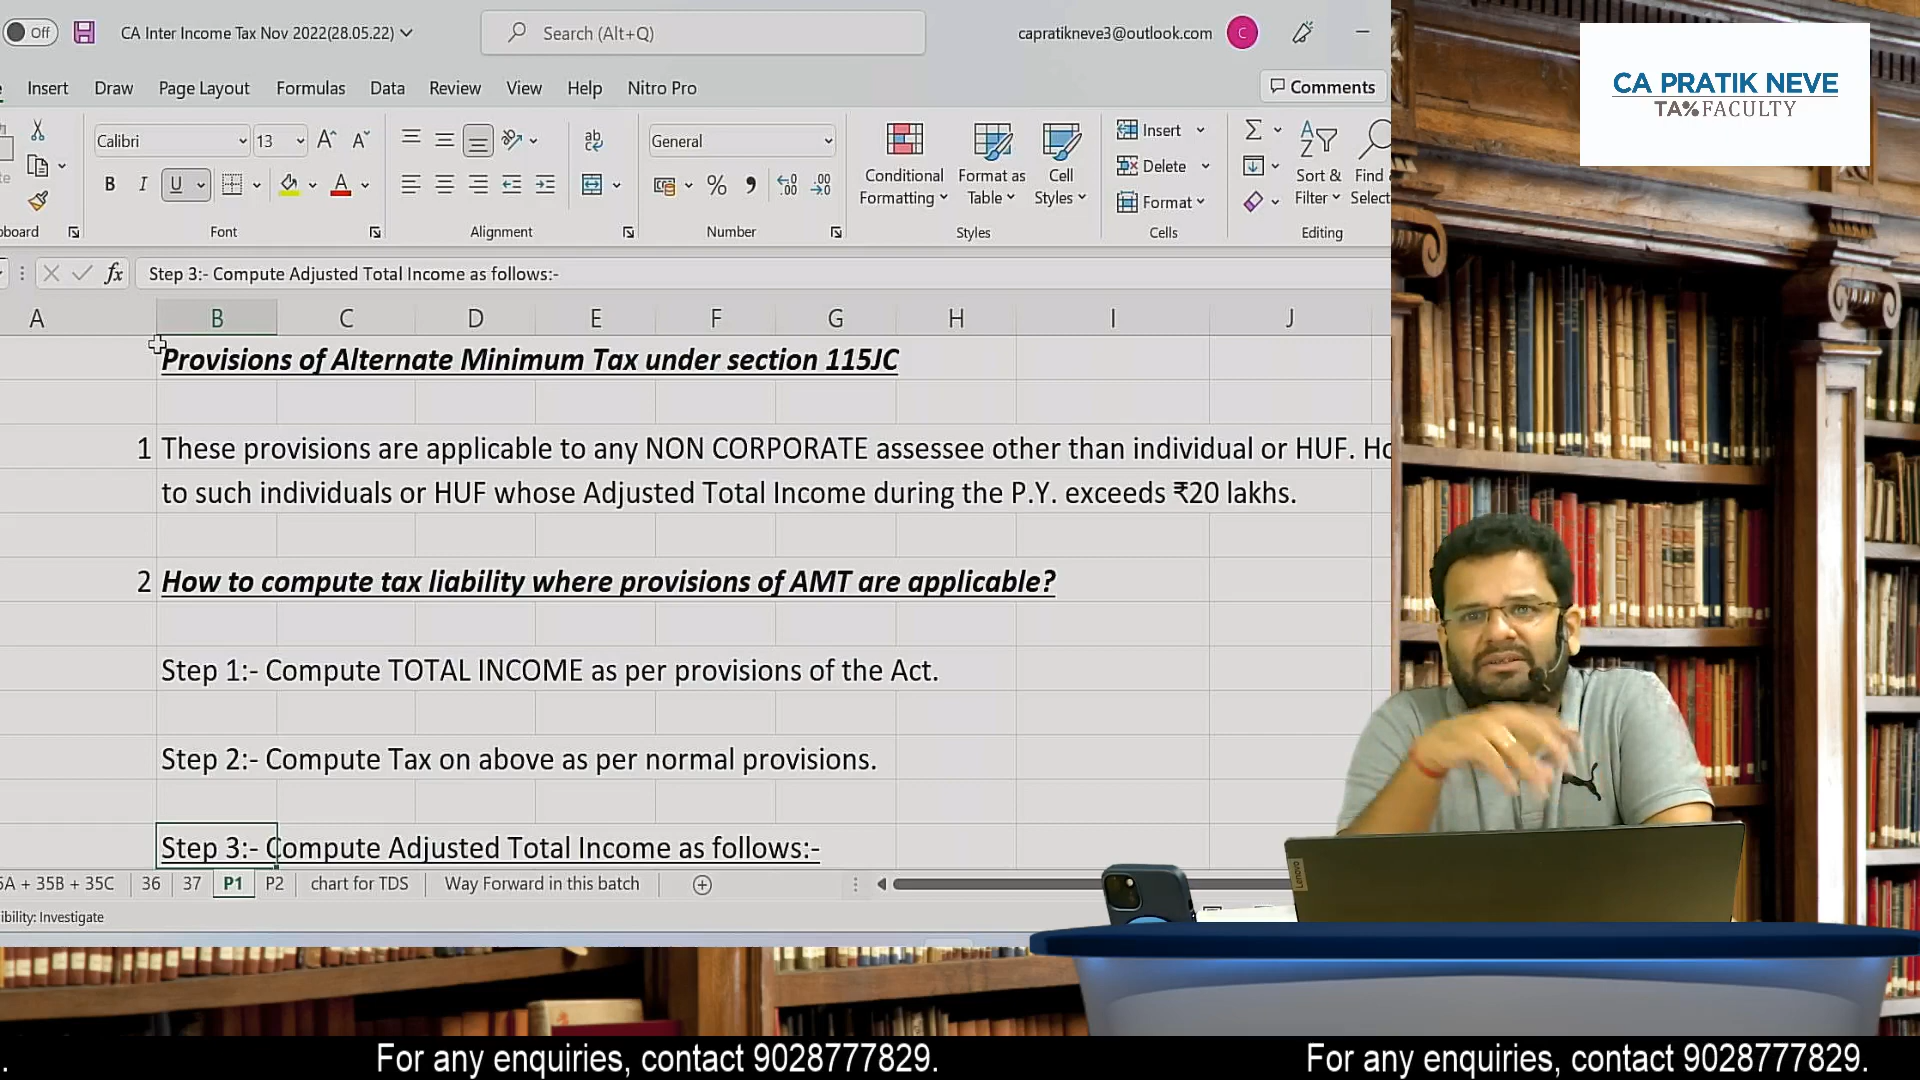 Off
CA Inter Income Tax Nov 2022(28.05.22)
Search (Alt+Q)
capratikneve3@outlook.com
C
CA PRATIK NEVE
TA%FACULTY
Insert Draw Page Layout Formulas Data Review View Help Nitro Pro
Comments
Calibri 13
General
B I U
Conditional Formatting
Format as Table
Cell Styles
Insert
Delete
Format
Sort & Filter
Find
Select
Font Alignment Number Styles Cells Editing
fx Step 3:- Compute Adjusted Total Income as follows:-
A B C D E F G H I J
Provisions of Alternate Minimum Tax under section 115JC
1 These provisions are applicable to any NON CORPORATE assessee other than individual or HUF.
to such individuals or HUF whose Adjusted Total Income during the P.Y. exceeds ₹20 lakhs.
2 How to compute tax liability where provisions of AMT are applicable?
Step 1:- Compute TOTAL INCOME as per provisions of the Act.
Step 2:- Compute Tax on above as per normal provisions.
Step 3:- Compute Adjusted Total Income as follows:-
+ 35B + 35C 36 37 P1 P2 chart for TDS Way Forward in this batch
Investigate
Lenovo
For any enquiries, contact 9028777829. For any enquiries, contact 9028777829.